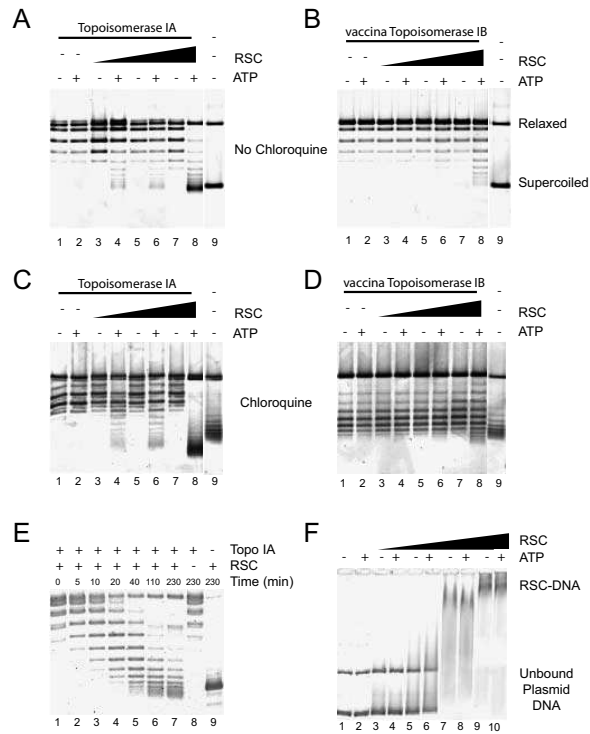 A
Topoisomerase IA
-
- - RSC
- + - + - + - + - ATP
No Chloroquine
1 2 3 4 5 6 7 8 9
B
vaccina Topoisomerase IB
-
- - RSC
- + - + - + - + - ATP
Relaxed
Supercoiled
1 2 3 4 5 6 7 8 9
C
Topoisomerase IA
-
- - RSC
- + - + - + - + - ATP
Chloroquine
1 2 3 4 5 6 7 8 9
D
vaccina Topoisomerase IB
-
- - RSC
- + - + - + - + - ATP
1 2 3 4 5 6 7 8 9
E
+ + + + + + + + - Topo IA
+ + + + + + + - - RSC
0 5 10 20 40 110 230 230 230 Time (min)
1 2 3 4 5 6 7 8 9
F
RSC
- + - + - + - + - + ATP
RSC-DNA
Unbound
Plasmid
DNA
1 2 3 4 5 6 7 8 9 10